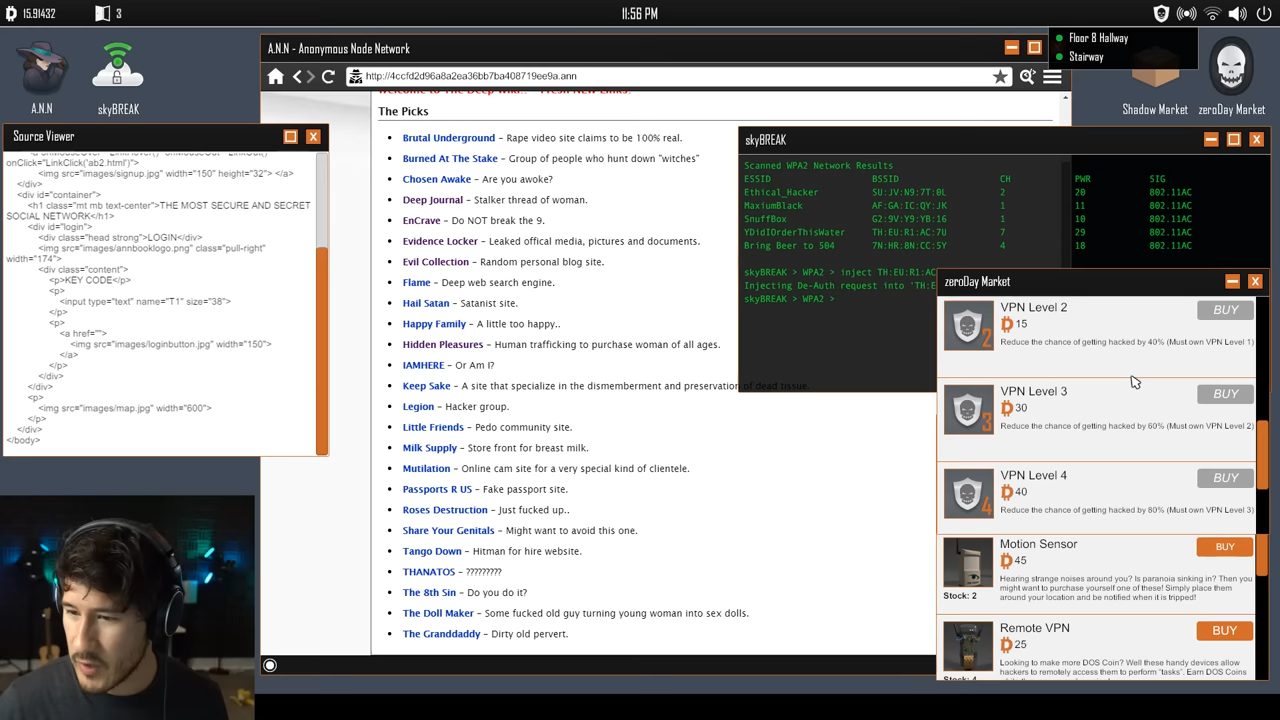 15.91432
3
11:56 PM
Floor 8 Hallway
Stairway
A.N.N
skyBREAK
Shadow Market
zeroDay Market
A.N.N - Anonymous Node Network
http://4ccfd2d96a8a2ea36bb7ba408719ee9a.ann
Welcome to The Deep Wiki... Fresh New Links!
The Picks
Brutal Underground - Rape video site claims to be 100% real.
Burned At The Stake - Group of people who hunt down "witches"
Chosen Awake - Are you awoke?
Deep Journal - Stalker thread of woman.
EnCrave - Do NOT break the 9.
Evidence Locker - Leaked offical media, pictures and documents.
Evil Collection - Random personal blog site.
Flame - Deep web search engine.
Hail Satan - Satanist site.
Happy Family - A little too happy..
Hidden Pleasures - Human trafficking to purchase woman of all ages.
IAMHERE - Or Am I?
Keep Sake - A site that specialize in the dismemberment and preservation of dead tissue.
Legion - Hacker group.
Little Friends - Pedo community site.
Milk Supply - Store front for breast milk.
Mutilation - Online cam site for a very special kind of clientele.
Passports R US - Fake passport site.
Roses Destruction - Just fucked up..
Share Your Genitals - Might want to avoid this one.
Tango Down - Hitman for hire website.
THANATOS - ?????????
The 8th Sin - Do you do it?
The Doll Maker - Some fucked old guy turning young woman into sex dolls.
The Granddaddy - Dirty old pervert.
Source Viewer
onClick="LinkClick('ab2.html')">
<img src="images/signup.jpg" width="150" height="32"> </a>
</div>
<div id="container">
<h1 class="mt mb text-center">THE MOST SECURE AND SECRET
SOCIAL NETWORK</h1>
<div id="login">
<div class="head strong">LOGIN</div>
<img src="images/annbooklogo.png" class="pull-right"
width="174">
<div class="content">
<p>KEY CODE</p>
<p>
<input type="text" name="T1" size="38">
</p>
<p>
<a href="">
<img src="images/loginbutton.jpg" width="150">
</a>
</p>
</div>
</div>
<p>
<img src="images/map.jpg" width="600">
</p>
</div>
</body>
skyBREAK
Scanned WPA2 Network Results
ESSID BSSID CH PWR SIG
Ethical_Hacker SU:JV:N9:7T:0L 2 20 802.11AC
MaxiumBlack AF:GA:IC:QY:JK 1 11 802.11AC
SnuffBox G2:9V:Y9:YB:16 1 10 802.11AC
YDidIOrderThisWater TH:EU:R1:AC:7U 7 29 802.11AC
Bring Beer to 504 7N:HR:8N:CC:5Y 4 18 802.11AC
skyBREAK > WPA2 > inject TH:EU:R1:AC
Injecting De-Auth request into 'TH:E
skyBREAK > WPA2 >
zeroDay Market
VPN Level 2
BUY
15
Reduce the chance of getting hacked by 40% (Must own VPN Level 1)
2
VPN Level 3
BUY
30
Reduce the chance of getting hacked by 60% (Must own VPN Level 2)
3
VPN Level 4
BUY
40
Reduce the chance of getting hacked by 80% (Must own VPN Level 3)
4
Motion Sensor
BUY
45
Hearing strange noises around you? Is paranoia sinking in? Then you
might want to purchase yourself one of these! Simply place them
around your location and be notified when it is tripped!
Stock: 2
Remote VPN
BUY
25
Looking to make more DOS Coin? Well these handy devices allow
hackers to remotely access them to perform "tasks". Earn DOS Coins